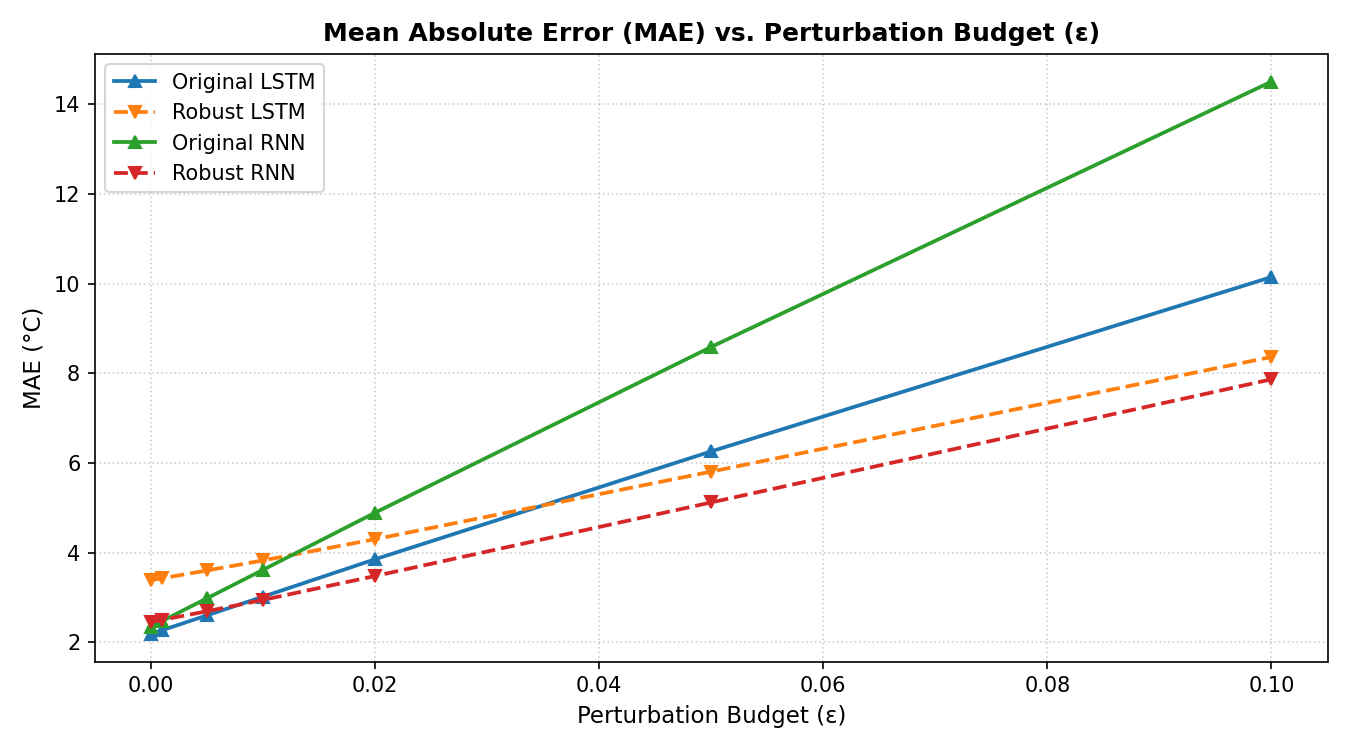 Mean Absolute Error (MAE) vs. Perturbation Budget (ε)
Original LSTM
Robust LSTM
Original RNN
Robust RNN
MAE (°C)
14
12
10
8
6
4
2
0.00 0.02 0.04 0.06 0.08 0.10
Perturbation Budget (ε)